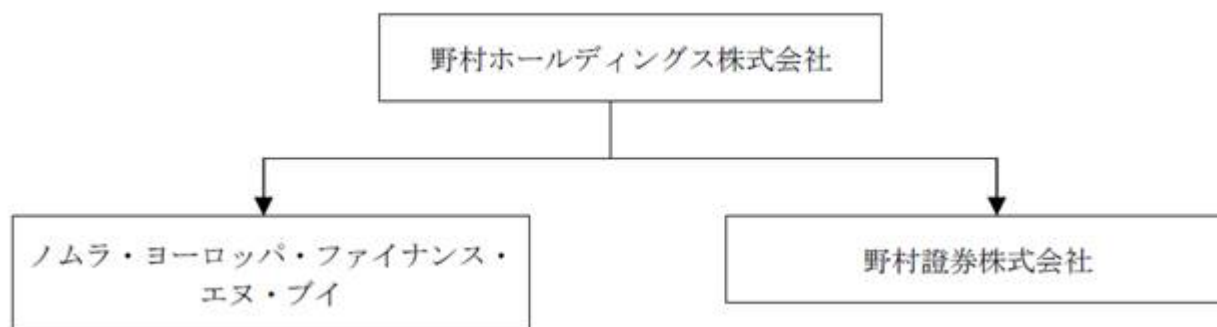 野村ホールディングス株式会社
ノムラ・ヨーロッパ・ファイナンス・
エヌ・ブイ
野村證券株式会社